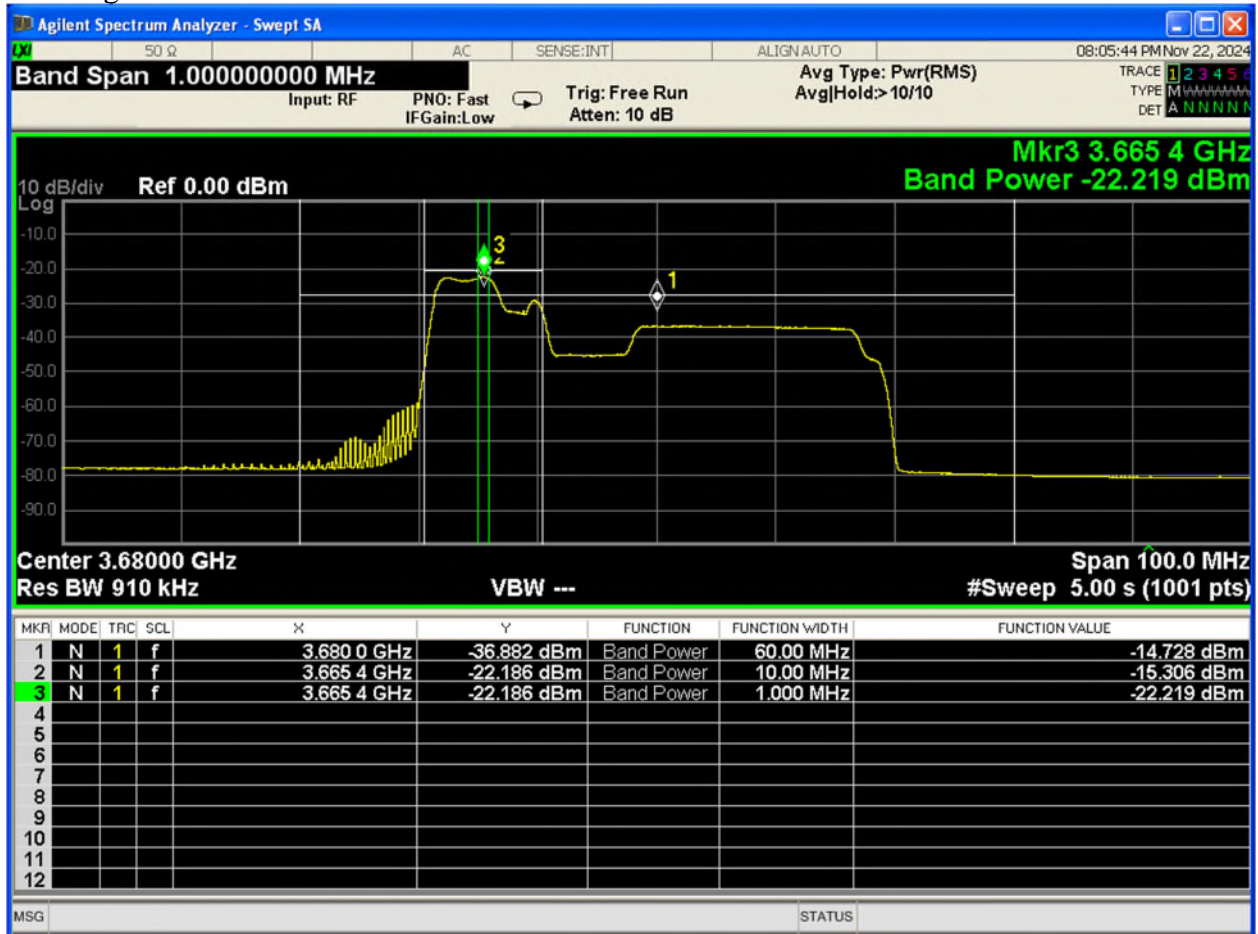 Agilent Spectrum Analyzer - Swept SA
LXI 50 Ω AC SENSE:INT ALIGN AUTO 08:05:44 PM Nov 22, 2024
Band Span 1.000000000 MHz
Input: RF PNO: Fast IFGain:Low Trig: Free Run Atten: 10 dB Avg Type: Pwr(RMS) Avg|Hold:>10/10
TRACE 1 2 3 4 5 6
TYPE M
DET A N N N N N
Mkr3 3.665 4 GHz
Band Power -22.219 dBm
10 dB/div Ref 0.00 dBm
Log
-10.0
-20.0
-30.0
-40.0
-50.0
-60.0
-70.0
-80.0
-90.0
3
2
1
Center 3.68000 GHz Span 100.0 MHz
Res BW 910 kHz VBW --- #Sweep 5.00 s (1001 pts)
MKR MODE TRC SCL X Y FUNCTION FUNCTION WIDTH FUNCTION VALUE
1 N 1 f 3.680 0 GHz -36.882 dBm Band Power 60.00 MHz -14.728 dBm
2 N 1 f 3.665 4 GHz -22.186 dBm Band Power 10.00 MHz -15.306 dBm
3 N 1 f 3.665 4 GHz -22.186 dBm Band Power 1.000 MHz -22.219 dBm
4
5
6
7
8
9
10
11
12
MSG STATUS